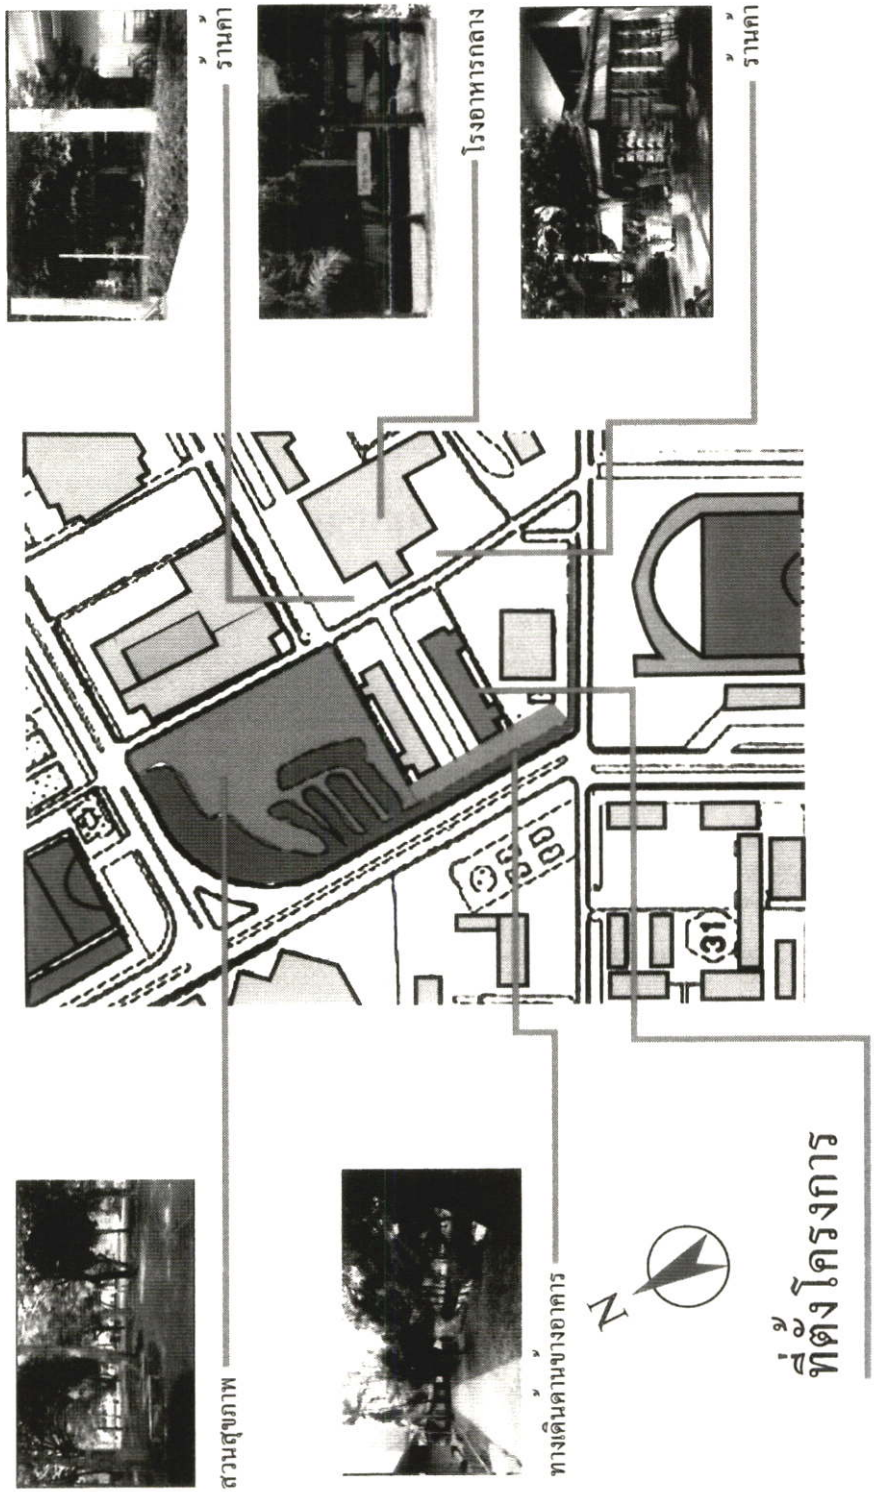 สวนสุขภาพ
ร้านค้า
โรงอาหารกลาง
ทางเดินด้านข้างอาคาร
N
(31)
ร้านค้า
ที่ตั้งโครงการ